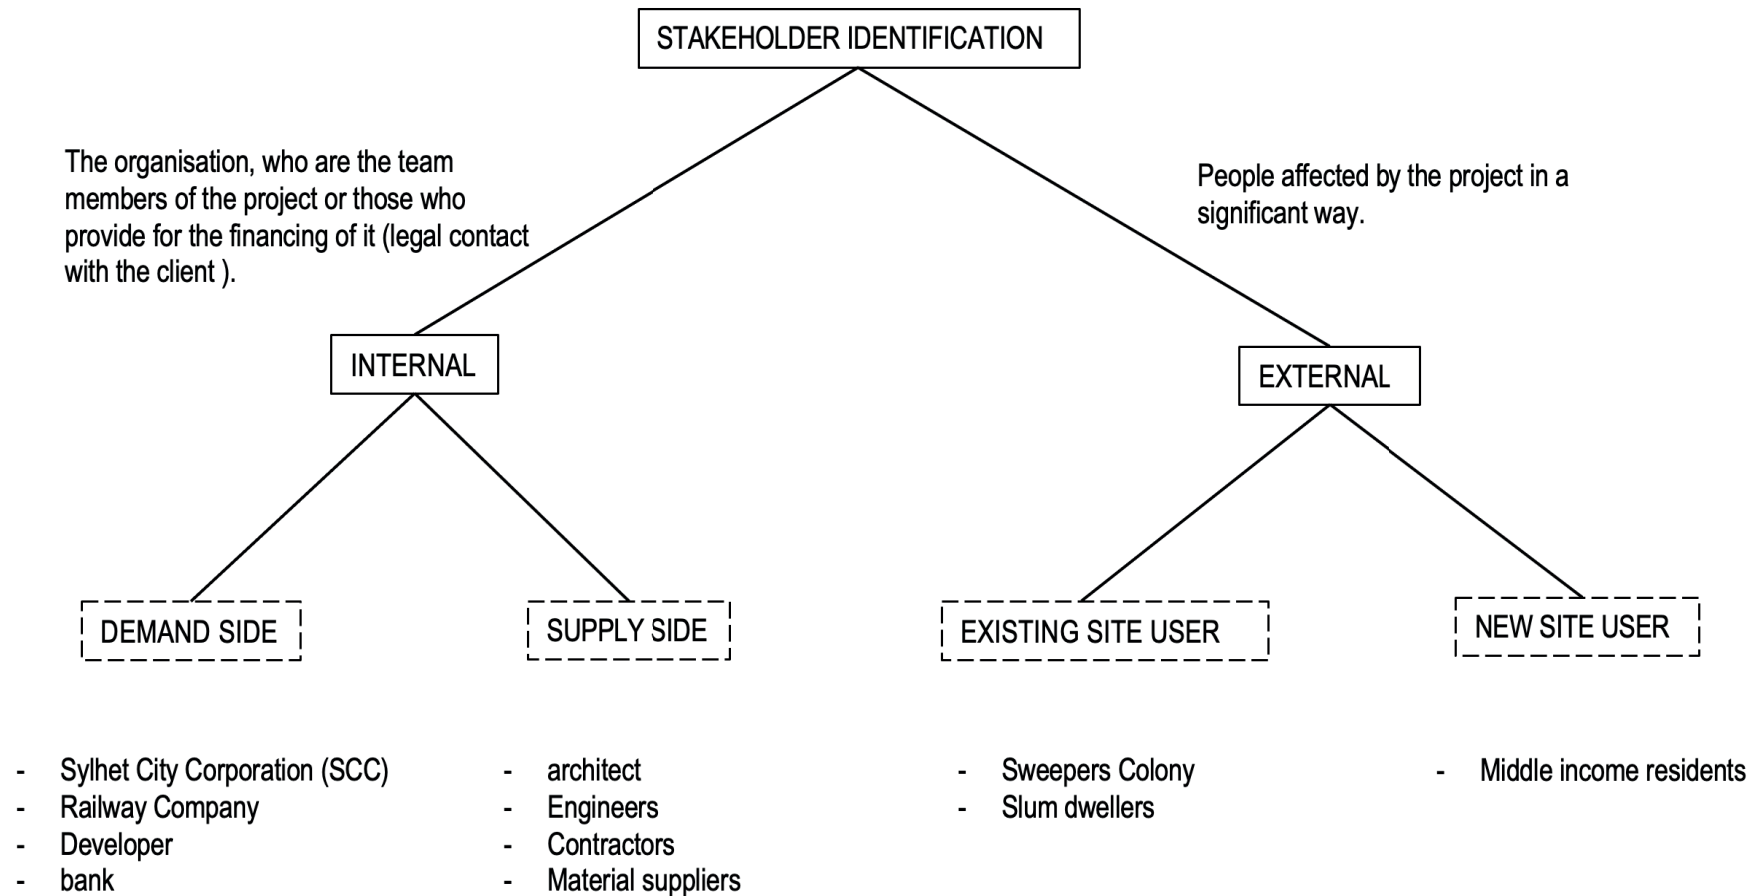 STAKEHOLDER IDENTIFICATION
The organisation, who are the team
members of the project or those who
provide for the financing of it (legal contact
with the client ).
People affected by the project in a
significant way.
INTERNAL
EXTERNAL
DEMAND SIDE
SUPPLY SIDE
EXISTING SITE USER
NEW SITE USER
- Sylhet City Corporation (SCC)
- Railway Company
- Developer
- bank
- architect
- Engineers
- Contractors
- Material suppliers
- Sweepers Colony
- Slum dwellers
- Middle income residents